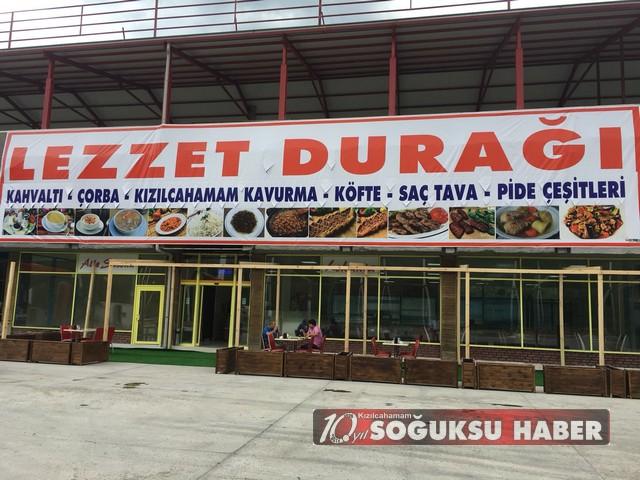 LEZZET DURAĞI
KAHVALTI - ÇORBA - KIZILCAHAMAM KAVURMA - KÖFTE - SAÇ TAVA - PİDE ÇEŞİTLERİ
Kızılcahamam
10.yıl SOĞUKSU HABER